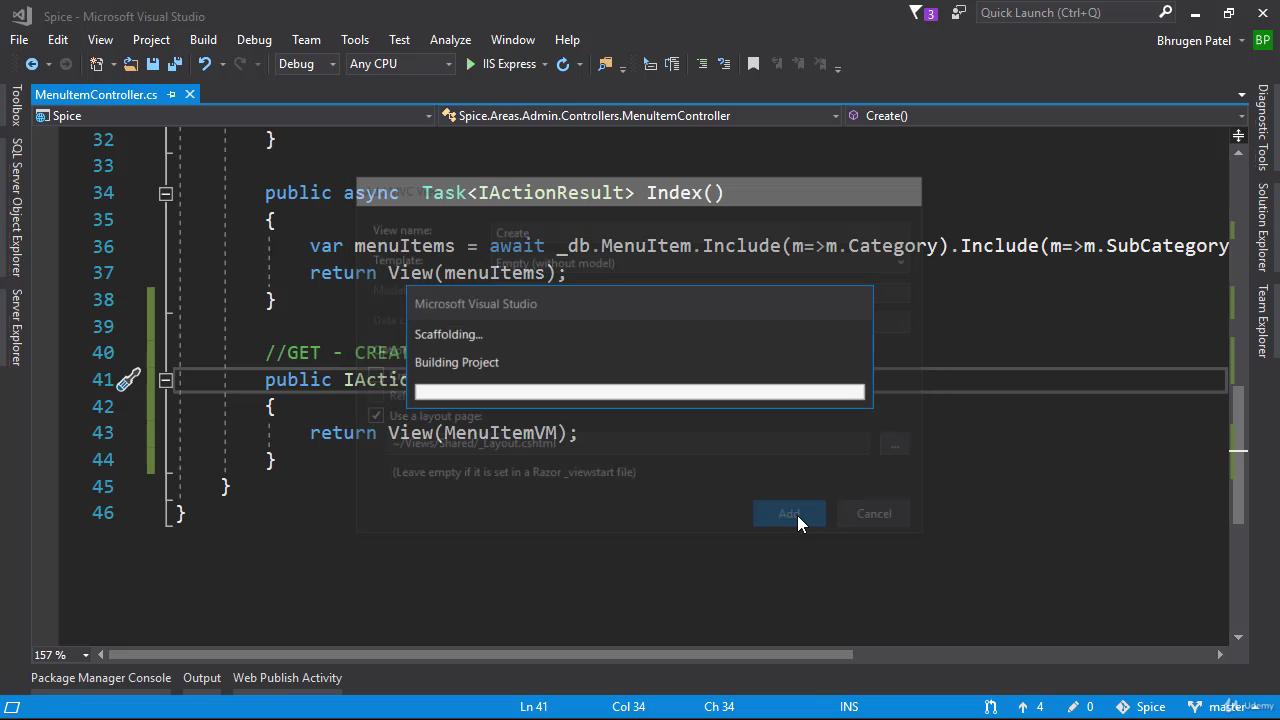 Spice - Microsoft Visual Studio
3
Quick Launch (Ctrl+Q)
File Edit View Project Build Debug Team Tools Test Analyze Window Help
Bhrugen Patel BP
Debug Any CPU IIS Express
MenuItemController.cs
Spice Spice.Areas.Admin.Controllers.MenuItemController Create()
Toolbox
SQL Server Object Explorer
Server Explorer
Diagnostic Tools
Solution Explorer
Team Explorer
32 }
33
34 public async Task<IActionResult> Index()
35 {
View name: Create
36 var menuItems = await _db.MenuItem.Include(m=>m.Category).Include(m=>m.SubCategory
Template: Empty (without model)
37 return View(menuItems);
38 }
Microsoft Visual Studio
39
Scaffolding...
40 //GET - CREAT
Building Project
41 public IActio
42 {
Use a layout page:
43 return View(MenuItemVM);
~/Views/Shared/_Layout.cshtml
...
44 }
(Leave empty if it is set in a Razor _viewstart file)
45 }
46 }
Add Cancel
157 %
Package Manager Console Output Web Publish Activity
Ln 41 Col 34 Ch 34 INS 4 0 Spice master
Udemy